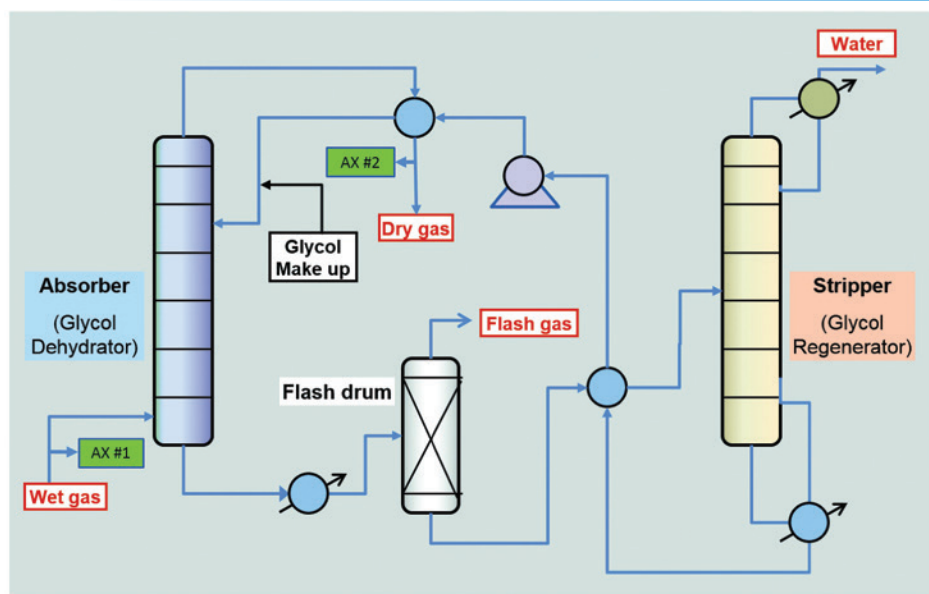 Water
AX #2
Dry gas
Glycol
Make up
Absorber
(Glycol
Dehydrator)
Stripper
(Glycol
Regenerator)
Flash gas
Flash drum
AX #1
Wet gas